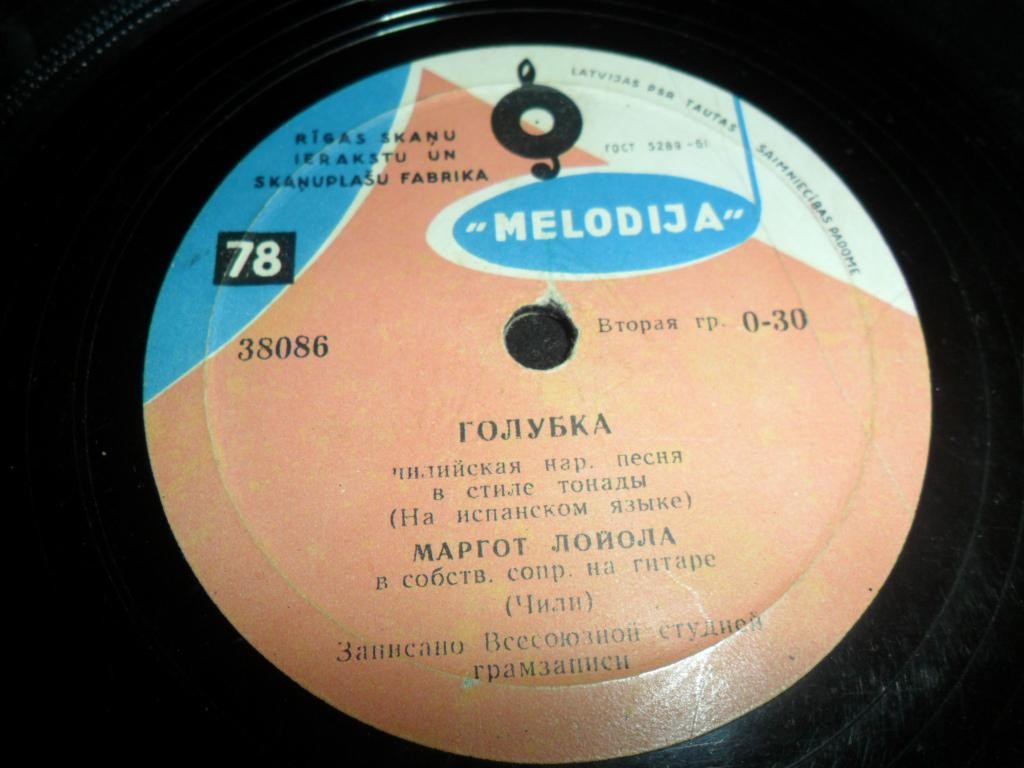 RĪGAS SKAŅU
IERAKSTU UN
SKAŅUPLAŠU FABRIKA
LATVIJAS PSR TAUTAS SAIMNIECĪBAS PADOME
ГОСТ 5289-61
"MELODIJA"
78
38086
Вторая гр. 0-30
ГОЛУБКА
чилийская нар. песня
в стиле тонады
(На испанском языке)
МАРГОТ ЛОЙОЛА
в собств. сопр. на гитаре
(Чили)
Записано Всесоюзной студией
грамзаписи